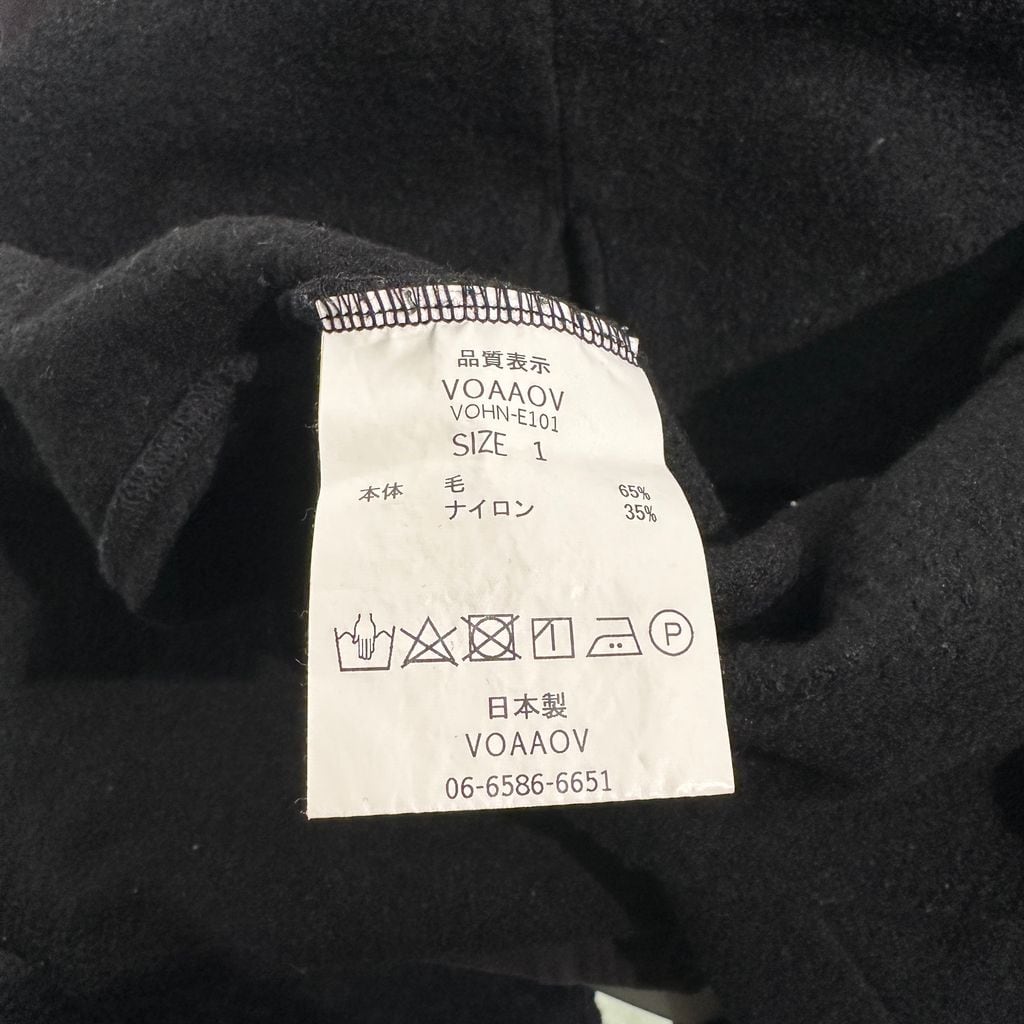 品質表示
VOAAOV
VOHN-E101
SIZE 1
本体 毛 65%
ナイロン 35%
P
日本製
VOAAOV
06-6586-6651